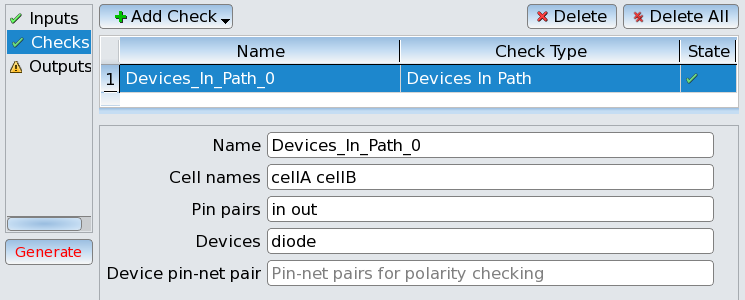 Inputs
Checks
Outputs
Generate
Add Check
Delete
Delete All
Name Check Type State
1 Devices_In_Path_0 Devices In Path
Name Devices_In_Path_0
Cell names cellA cellB
Pin pairs in out
Devices diode
Device pin-net pair Pin-net pairs for polarity checking